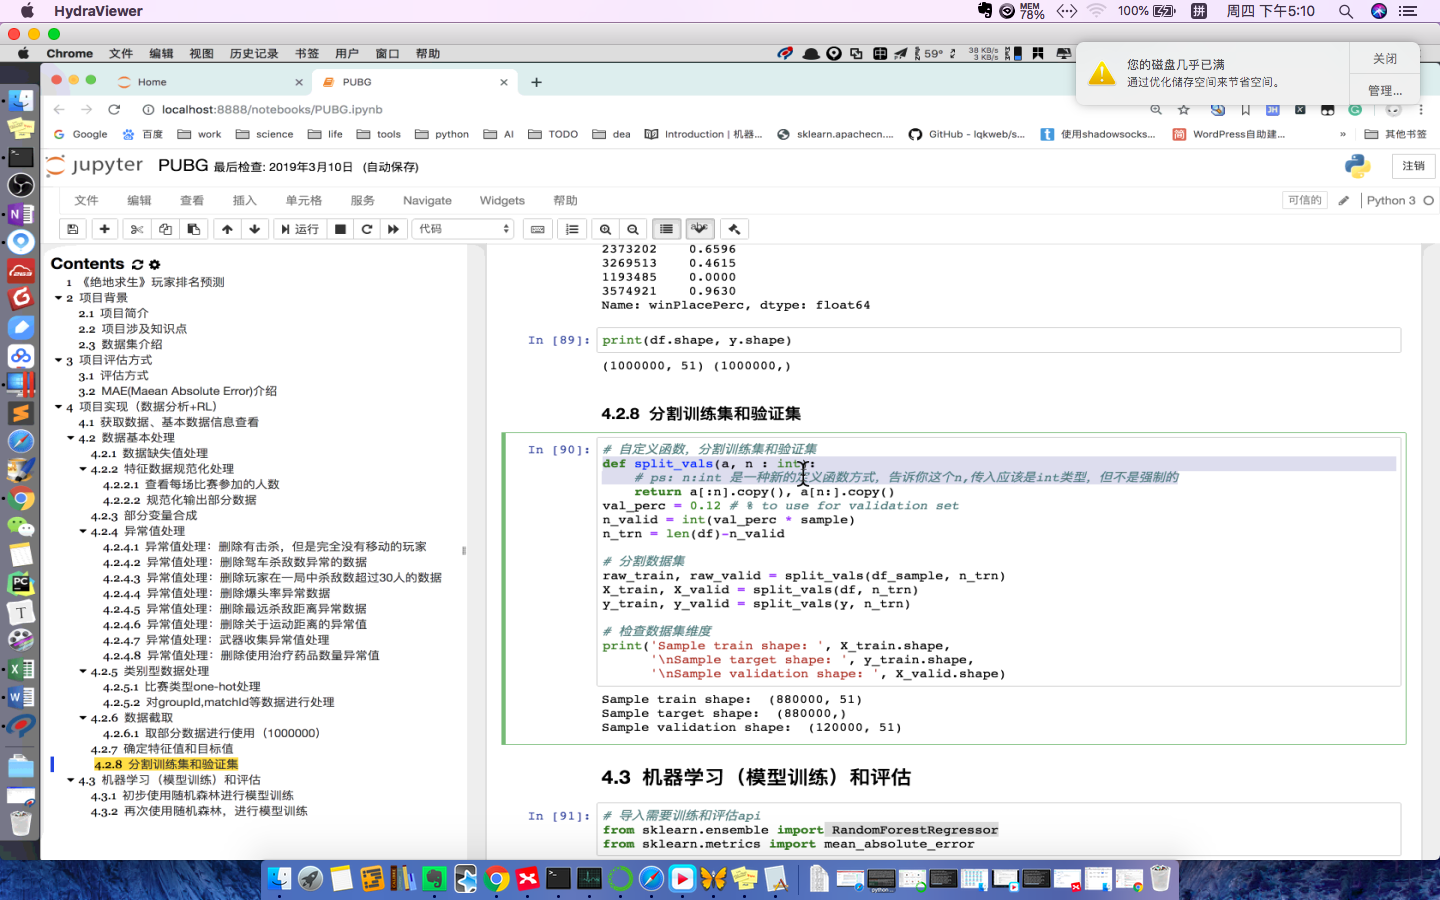 HydraViewer
MEM
78%
100%
拼
周四 下午5:10
Chrome 文件 编辑 视图 历史记录 书签 用户 窗口 帮助
59°
38 KB/s
3 KB/s
您的磁盘几乎已满
通过优化储存空间来节省空间。
关闭
管理...
Home
PUBG
localhost:8888/notebooks/PUBG.ipynb
Google 百度 work science life tools python AI TODO dea Introduction | 机器... sklearn.apachecn.... GitHub - lqkweb/s... 使用shadowsocks... WordPress自助建... » 其他书签
jupyter PUBG 最后检查: 2019年3月10日 (自动保存)
注销
文件 编辑 查看 插入 单元格 服务 Navigate Widgets 帮助
可信的
Python 3
运行
代码
Contents
1 《绝地求生》玩家排名预测
2 项目背景
2.1 项目简介
2.2 项目涉及知识点
2.3 数据集介绍
3 项目评估方式
3.1 评估方式
3.2 MAE(Maean Absolute Error)介绍
4 项目实现（数据分析+RL）
4.1 获取数据、基本数据信息查看
4.2 数据基本处理
4.2.1 数据缺失值处理
4.2.2 特征数据规范化处理
4.2.2.1 查看每场比赛参加的人数
4.2.2.2 规范化输出部分数据
4.2.3 部分变量合成
4.2.4 异常值处理
4.2.4.1 异常值处理：删除有击杀，但是完全没有移动的玩家
4.2.4.2 异常值处理：删除驾车杀敌数异常的数据
4.2.4.3 异常值处理：删除玩家在一局中杀敌数超过30人的数据
4.2.4.4 异常值处理：删除爆头率异常数据
4.2.4.5 异常值处理：删除最远杀敌距离异常数据
4.2.4.6 异常值处理：删除关于运动距离的异常值
4.2.4.7 异常值处理：武器收集异常值处理
4.2.4.8 异常值处理：删除使用治疗药品数量异常值
4.2.5 类别型数据处理
4.2.5.1 比赛类型one-hot处理
4.2.5.2 对groupId,matchId等数据进行处理
4.2.6 数据截取
4.2.6.1 取部分数据进行使用（1000000）
4.2.7 确定特征值和目标值
4.2.8 分割训练集和验证集
4.3 机器学习（模型训练）和评估
4.3.1 初步使用随机森林进行模型训练
4.3.2 再次使用随机森林，进行模型训练
2373202 0.6596
3269513 0.4615
1193485 0.0000
3574921 0.9630
Name: winPlacePerc, dtype: float64
In [89]: print(df.shape, y.shape)
(1000000, 51) (1000000,)
4.2.8 分割训练集和验证集
In [90]: # 自定义函数，分割训练集和验证集
def split_vals(a, n : int):
# ps: n:int 是一种新的定义函数方式，告诉你这个n,传入应该是int类型，但不是强制的
return a[:n].copy(), a[n:].copy()
val_perc = 0.12 # % to use for validation set
n_valid = int(val_perc * sample)
n_trn = len(df)-n_valid
# 分割数据集
raw_train, raw_valid = split_vals(df_sample, n_trn)
X_train, X_valid = split_vals(df, n_trn)
y_train, y_valid = split_vals(y, n_trn)
# 检查数据集维度
print('Sample train shape: ', X_train.shape,
'\nSample target shape: ', y_train.shape,
'\nSample validation shape: ', X_valid.shape)
Sample train shape:  (880000, 51)
Sample target shape:  (880000,)
Sample validation shape:  (120000, 51)
4.3 机器学习（模型训练）和评估
In [91]: # 导入需要训练和评估api
from sklearn.ensemble import RandomForestRegressor
from sklearn.metrics import mean_absolute_error